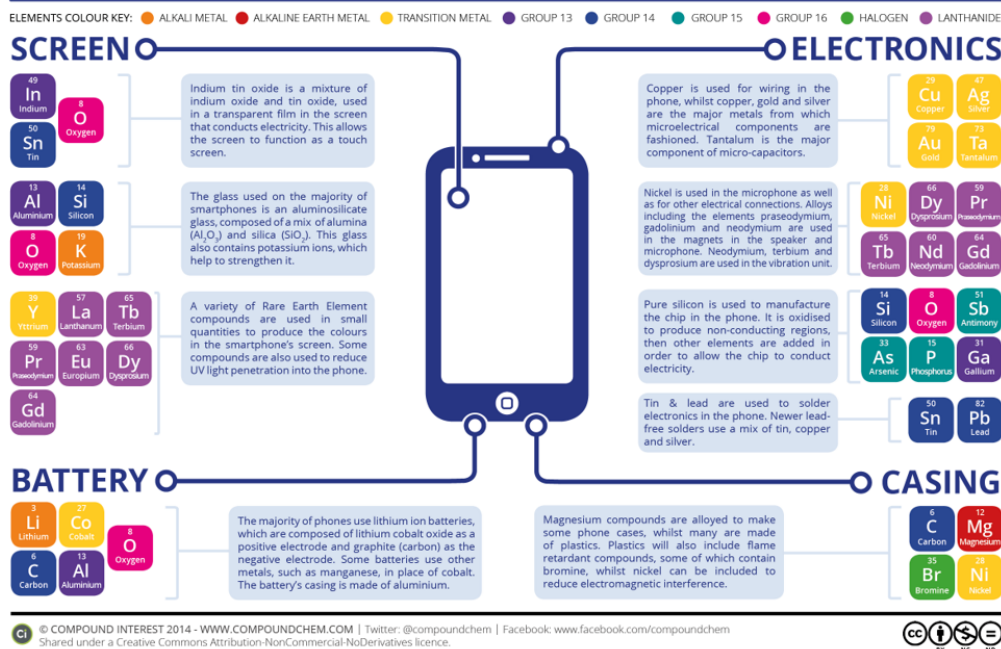 ELEMENTS COLOUR KEY: ALKALI METAL ALKALINE EARTH METAL TRANSITION METAL GROUP 13 GROUP 14 GROUP 15 GROUP 16 HALOGEN LANTHANIDE
SCREEN
49
In
Indium
8
O
Oxygen
50
Sn
Tin
Indium tin oxide is a mixture of
indium oxide and tin oxide, used
in a transparent film in the screen
that conducts electricity. This allows
the screen to function as a touch
screen.
13
Al
Aluminium
14
Si
Silicon
8
O
Oxygen
19
K
Potassium
The glass used on the majority of
smartphones is an aluminosilicate
glass, composed of a mix of alumina
(Al₂O₃) and silica (SiO₂). This glass
also contains potassium ions, which
help to strengthen it.
39
Y
Yttrium
57
La
Lanthanum
65
Tb
Terbium
59
Pr
Praseodymium
63
Eu
Europium
66
Dy
Dysprosium
64
Gd
Gadolinium
A variety of Rare Earth Element
compounds are used in small
quantities to produce the colours
in the smartphone's screen. Some
compounds are also used to reduce
UV light penetration into the phone.
ELECTRONICS
Copper is used for wiring in the
phone, whilst copper, gold and silver
are the major metals from which
microelectrical components are
fashioned. Tantalum is the major
component of micro-capacitors.
29
Cu
Copper
47
Ag
Silver
79
Au
Gold
73
Ta
Tantalum
Nickel is used in the microphone as well
as for other electrical connections. Alloys
including the elements praseodymium,
gadolinium and neodymium are used
in the magnets in the speaker and
microphone. Neodymium, terbium and
dysprosium are used in the vibration unit.
28
Ni
Nickel
66
Dy
Dysprosium
59
Pr
Praseodymium
65
Tb
Terbium
60
Nd
Neodymium
64
Gd
Gadolinium
Pure silicon is used to manufacture
the chip in the phone. It is oxidised
to produce non-conducting regions,
then other elements are added in
order to allow the chip to conduct
electricity.
14
Si
Silicon
8
O
Oxygen
51
Sb
Antimony
33
As
Arsenic
15
P
Phosphorus
31
Ga
Gallium
Tin & lead are used to solder
electronics in the phone. Newer lead-
free solders use a mix of tin, copper
and silver.
50
Sn
Tin
82
Pb
Lead
BATTERY
3
Li
Lithium
27
Co
Cobalt
8
O
Oxygen
6
C
Carbon
13
Al
Aluminium
The majority of phones use lithium ion batteries,
which are composed of lithium cobalt oxide as a
positive electrode and graphite (carbon) as the
negative electrode. Some batteries use other
metals, such as manganese, in place of cobalt.
The battery's casing is made of aluminium.
CASING
Magnesium compounds are alloyed to make
some phone cases, whilst many are made
of plastics. Plastics will also include flame
retardant compounds, some of which contain
bromine, whilst nickel can be included to
reduce electromagnetic interference.
6
C
Carbon
12
Mg
Magnesium
35
Br
Bromine
28
Ni
Nickel
Ci
© COMPOUND INTEREST 2014 - WWW.COMPOUNDCHEM.COM | Twitter: @compoundchem | Facebook: www.facebook.com/compoundchem
Shared under a Creative Commons Attribution-NonCommercial-NoDerivatives licence.
cc